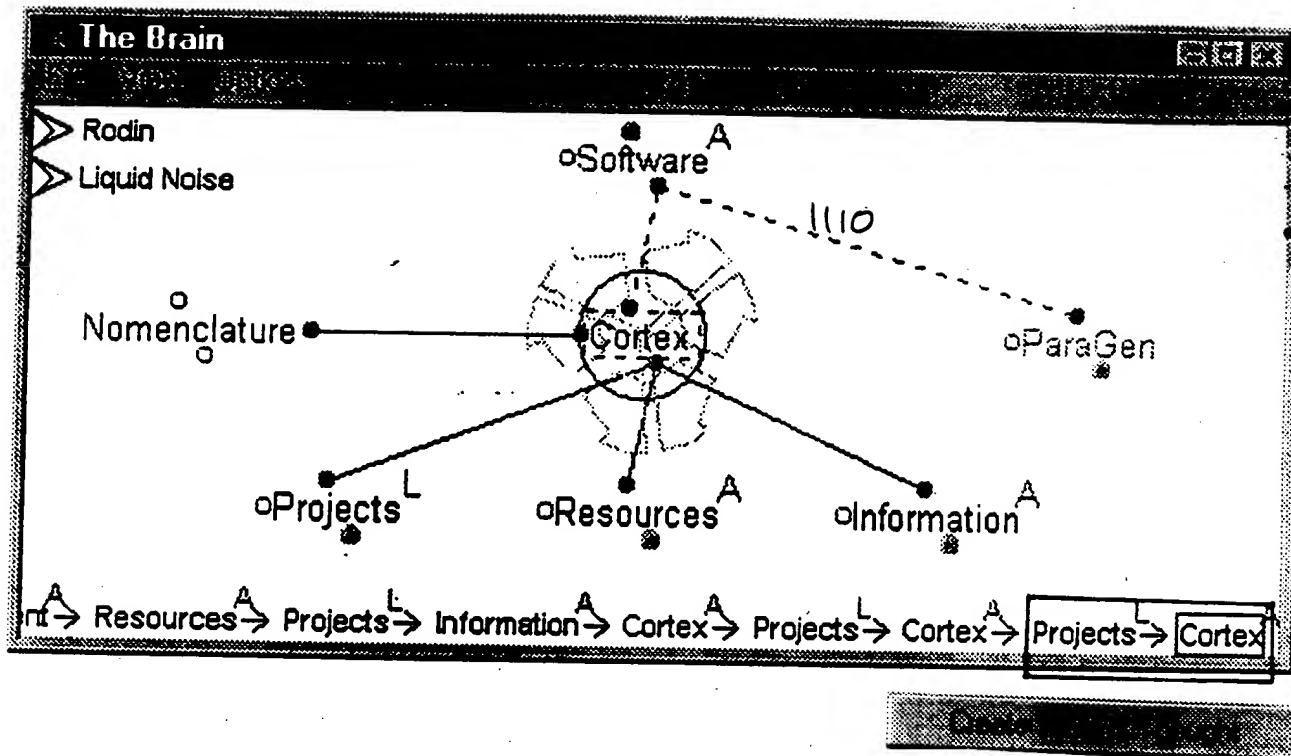 The Brain
Rodin
Liquid Noise
Software A
1110
Nomenclature
Cortex
ParaGen
Projects L
Resources A
Information A
A → Resources A → Projects L → Information A → Cortex A → Projects L → Cortex A → Projects L → Cortex